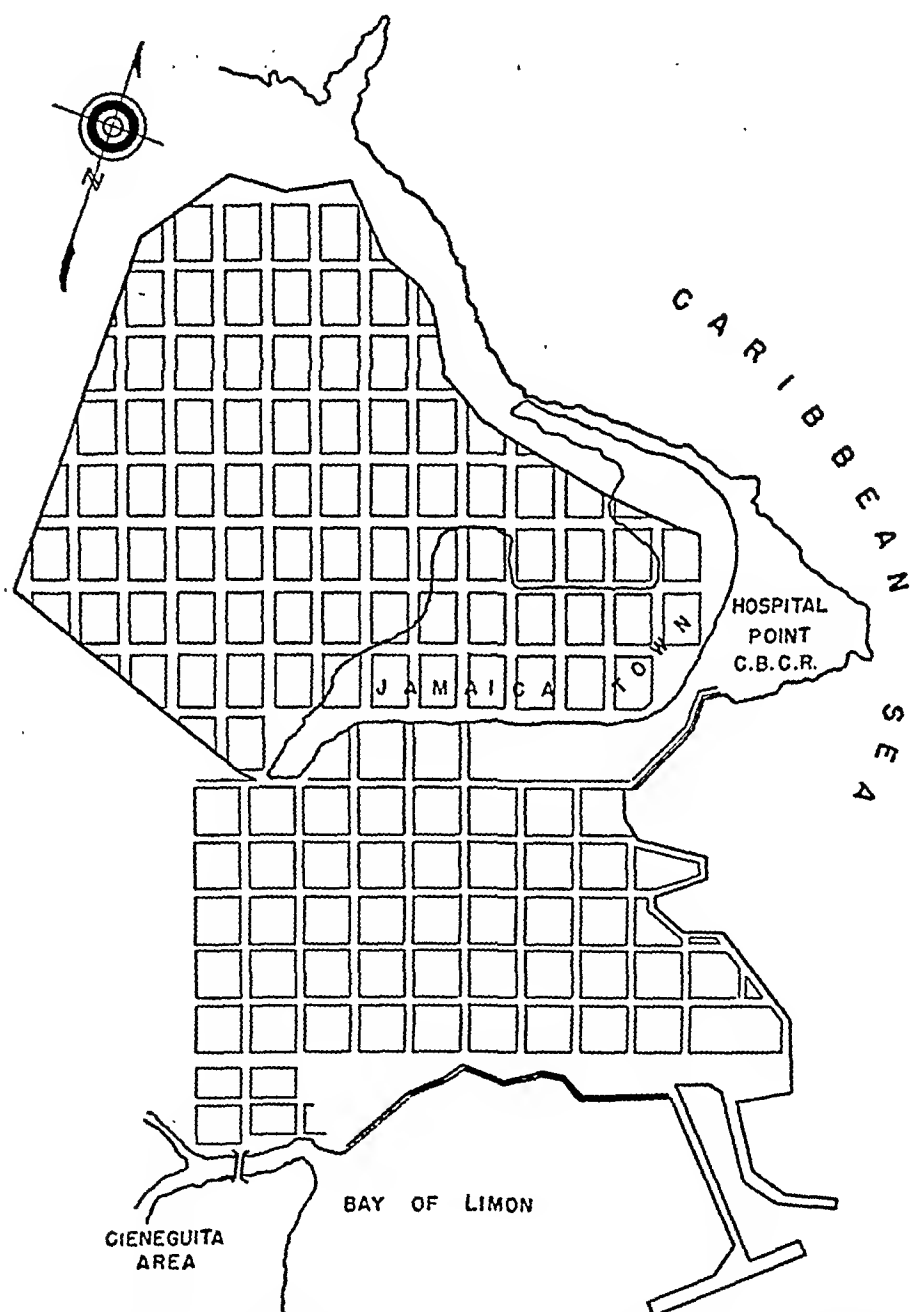 N
CARIBBEAN SEA
JAMAICA TOWN
HOSPITAL
POINT
C.B.C.R.
BAY OF LIMON
CIENEGUITA
AREA